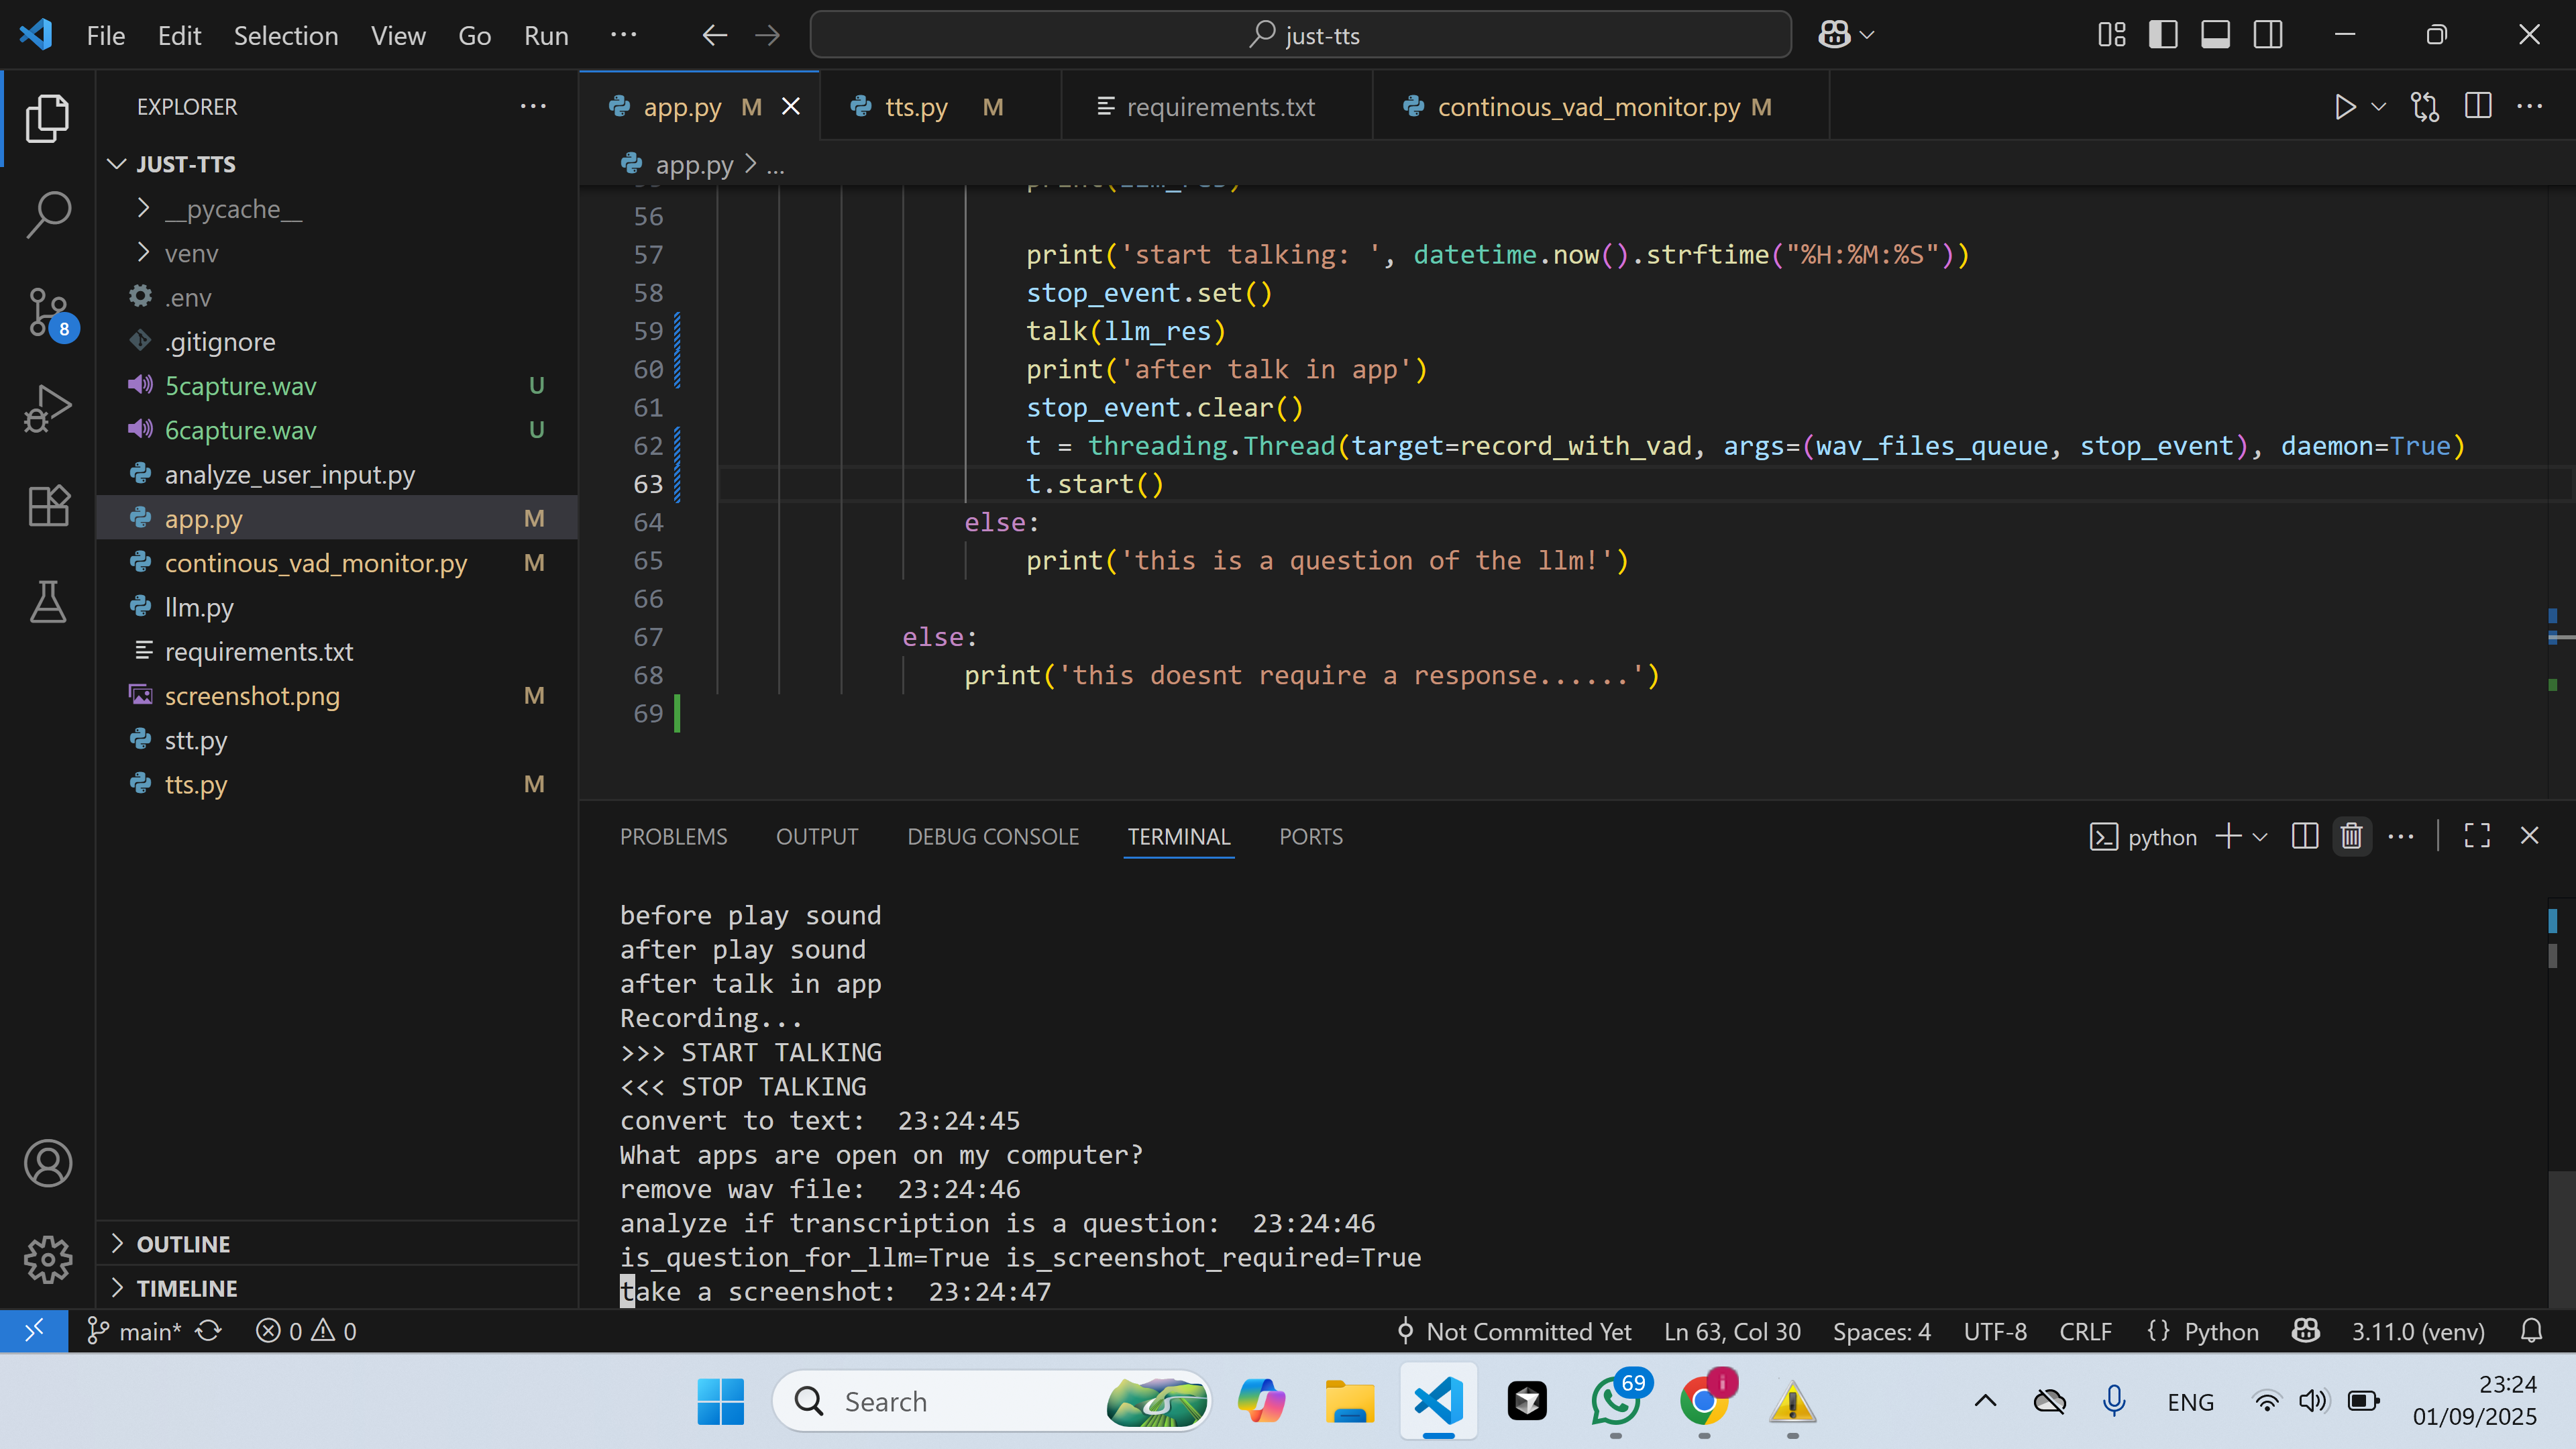 File Edit Selection View Go Run ··· just-tts
EXPLORER ···
app.py M tts.py M requirements.txt continous_vad_monitor.py M
JUST-TTS
app.py > ...
__pycache__
venv
.env
.gitignore
5capture.wav U
6capture.wav U
analyze_user_input.py
app.py M
continous_vad_monitor.py M
llm.py
requirements.txt
screenshot.png M
stt.py
tts.py M
OUTLINE
TIMELINE
8
print(llm_res)
56
57 print('start talking: ', datetime.now().strftime("%H:%M:%S"))
58 stop_event.set()
59 talk(llm_res)
60 print('after talk in app')
61 stop_event.clear()
62 t = threading.Thread(target=record_with_vad, args=(wav_files_queue, stop_event), daemon=True)
63 t.start()
64 else:
65 print('this is a question of the llm!')
66
67 else:
68 print('this doesnt require a response......')
69
PROBLEMS OUTPUT DEBUG CONSOLE TERMINAL PORTS python
before play sound
after play sound
after talk in app
Recording...
>>> START TALKING
<<< STOP TALKING
convert to text:  23:24:45
What apps are open on my computer?
remove wav file:  23:24:46
analyze if transcription is a question:  23:24:46
is_question_for_llm=True is_screenshot_required=True
take a screenshot:  23:24:47
main* 0 0 Not Committed Yet Ln 63, Col 30 Spaces: 4 UTF-8 CRLF {} Python 3.11.0 (venv)
Search 69 ENG 23:24
01/09/2025